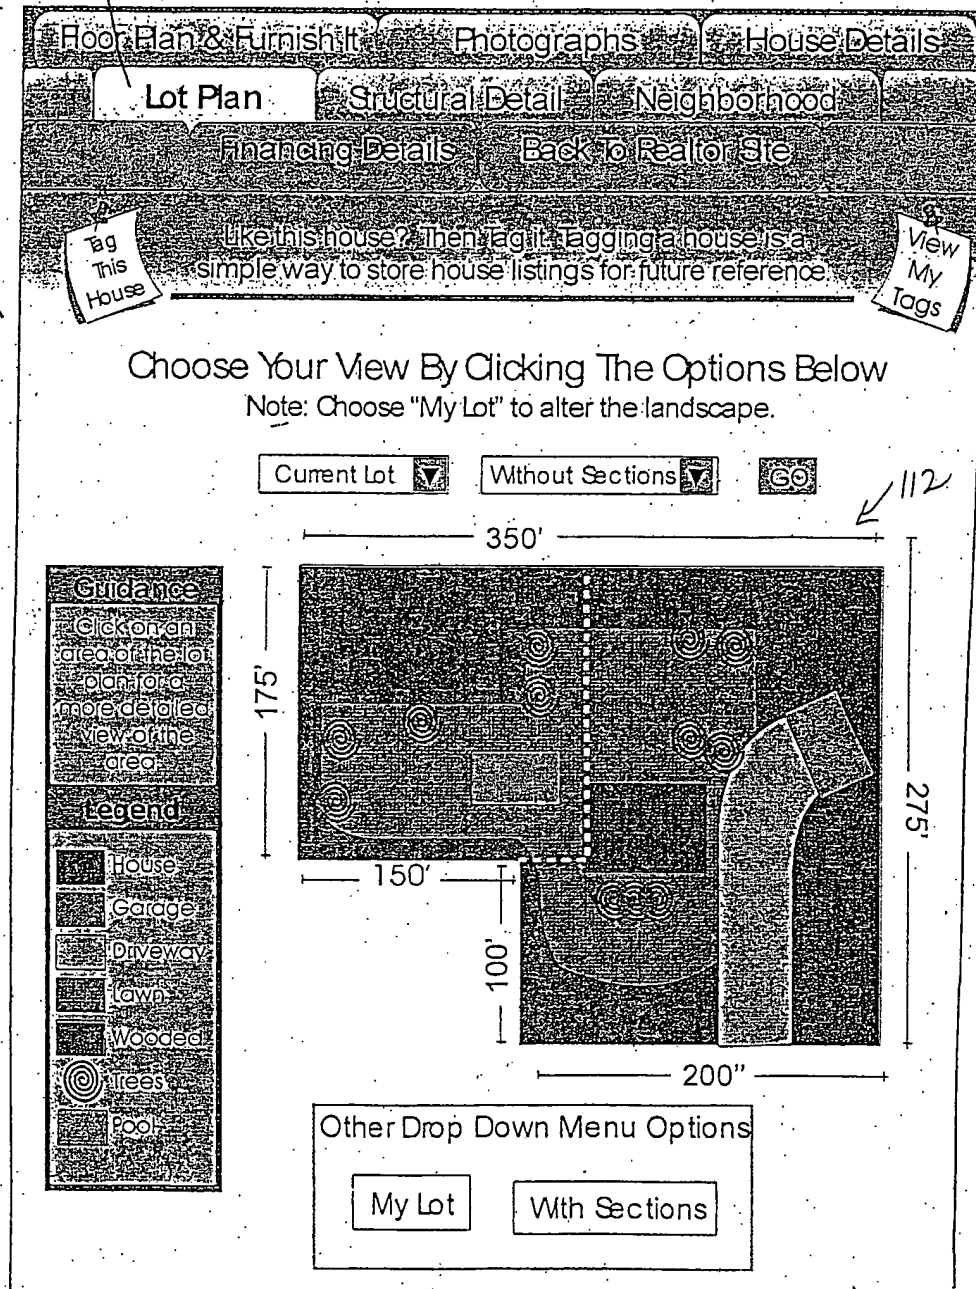 Floor Plan & Furnish It Photographs House Details
Lot Plan Structural Detail Neighborhood
Financing Details Back To Realtor Site
Tag
This
House
Like this house? Then Tag it. Tagging a house is a
simple way to store house listings for future reference.
View
My
Tags
Choose Your View By Clicking The Options Below
Note: Choose "My Lot" to alter the landscape.
Current Lot Without Sections GO
112
350'
175'
275'
150'
100'
200"
Guidance
Click on an
area of the lot
plan for a
more detailed
view of the
area.
Legend
House
Garage
Driveway
Lawn
Wooded
Trees
Pool
Other Drop Down Menu Options
My Lot With Sections